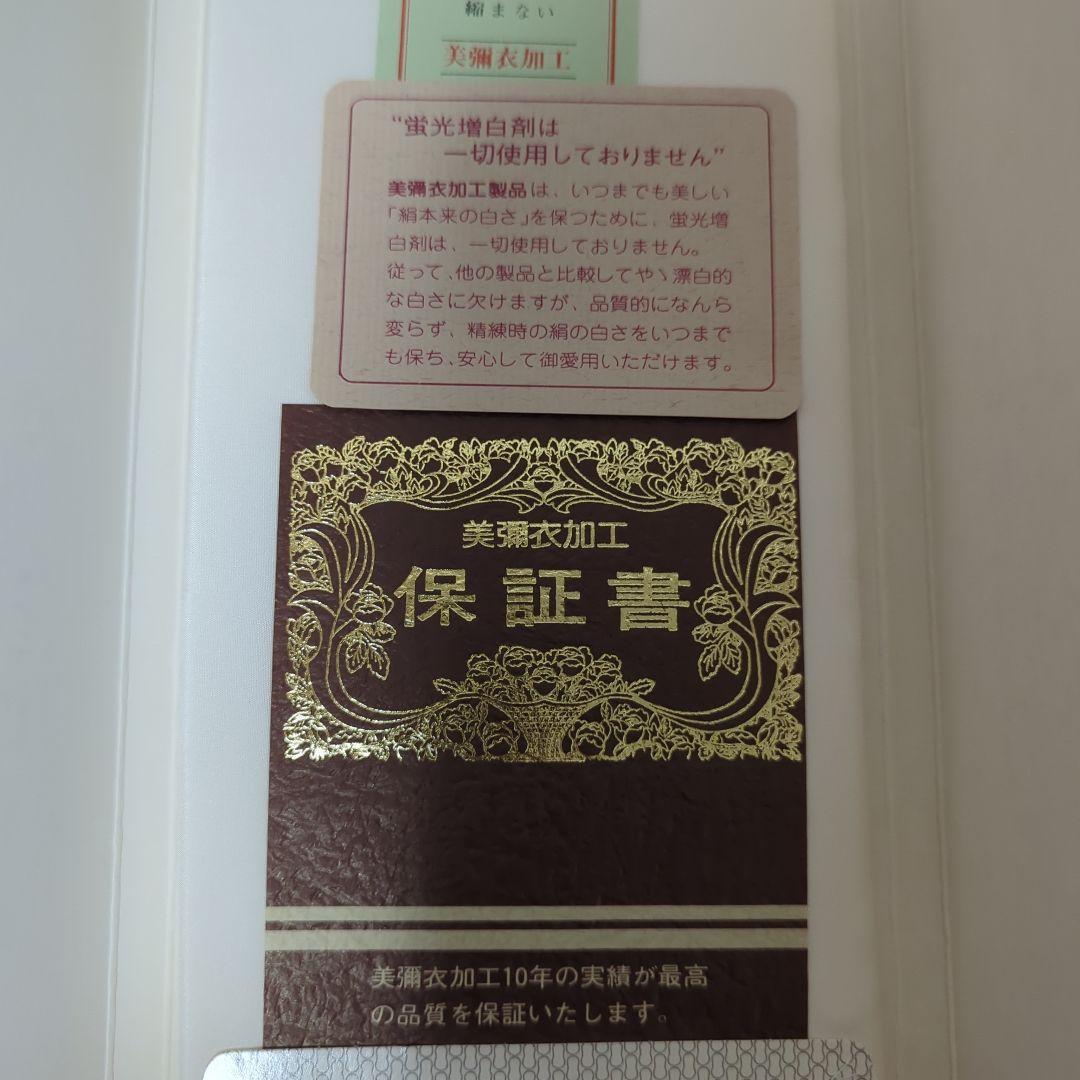 縮まない
美彌衣加工
"蛍光増白剤は
一切使用しておりません"
美彌衣加工製品は、いつまでも美しい
「絹本来の白さ」を保つために、蛍光増
白剤は、一切使用しておりません。
従って、他の製品と比較してやゝ漂白的
な白さに欠けますが、品質的になんら
変らず、精練時の絹の白さをいつまで
も保ち、安心して御愛用いただけます。
美彌衣加工
保証書
美彌衣加工10年の実績が最高
の品質を保証いたします。